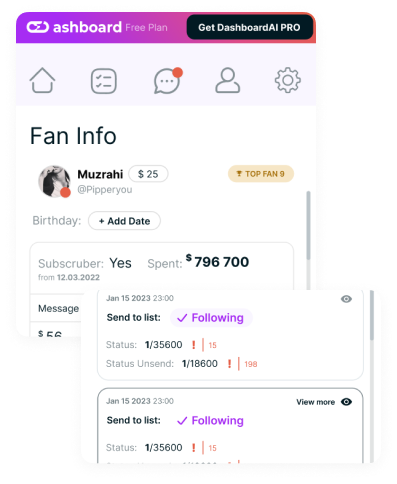 ashboard Free Plan Get DashboardAI PRO
Fan Info
Muzrahi $ 25 TOP FAN 9
@Pipperyou
Birthday: + Add Date
Subscruber: Yes Spent: $ 796 700
from 12.03.2022
Message
Jan 15 2023 23:00
Send to list: Following
Status: 1/35600 ! 15
Status Unsend: 1/18600 ! 198
Jan 15 2023 23:00 View more
Send to list: Following
Status: 1/35600 ! 15